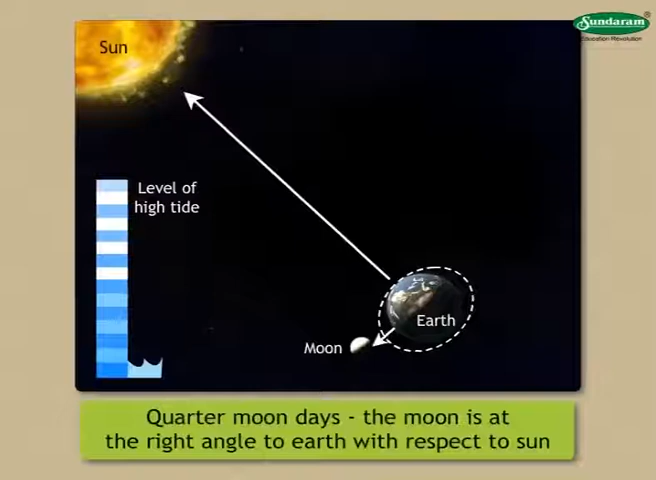 Sundaram®
Education Revolution
Sun
Level of
high tide
Earth
Moon
Quarter moon days - the moon is at
the right angle to earth with respect to sun